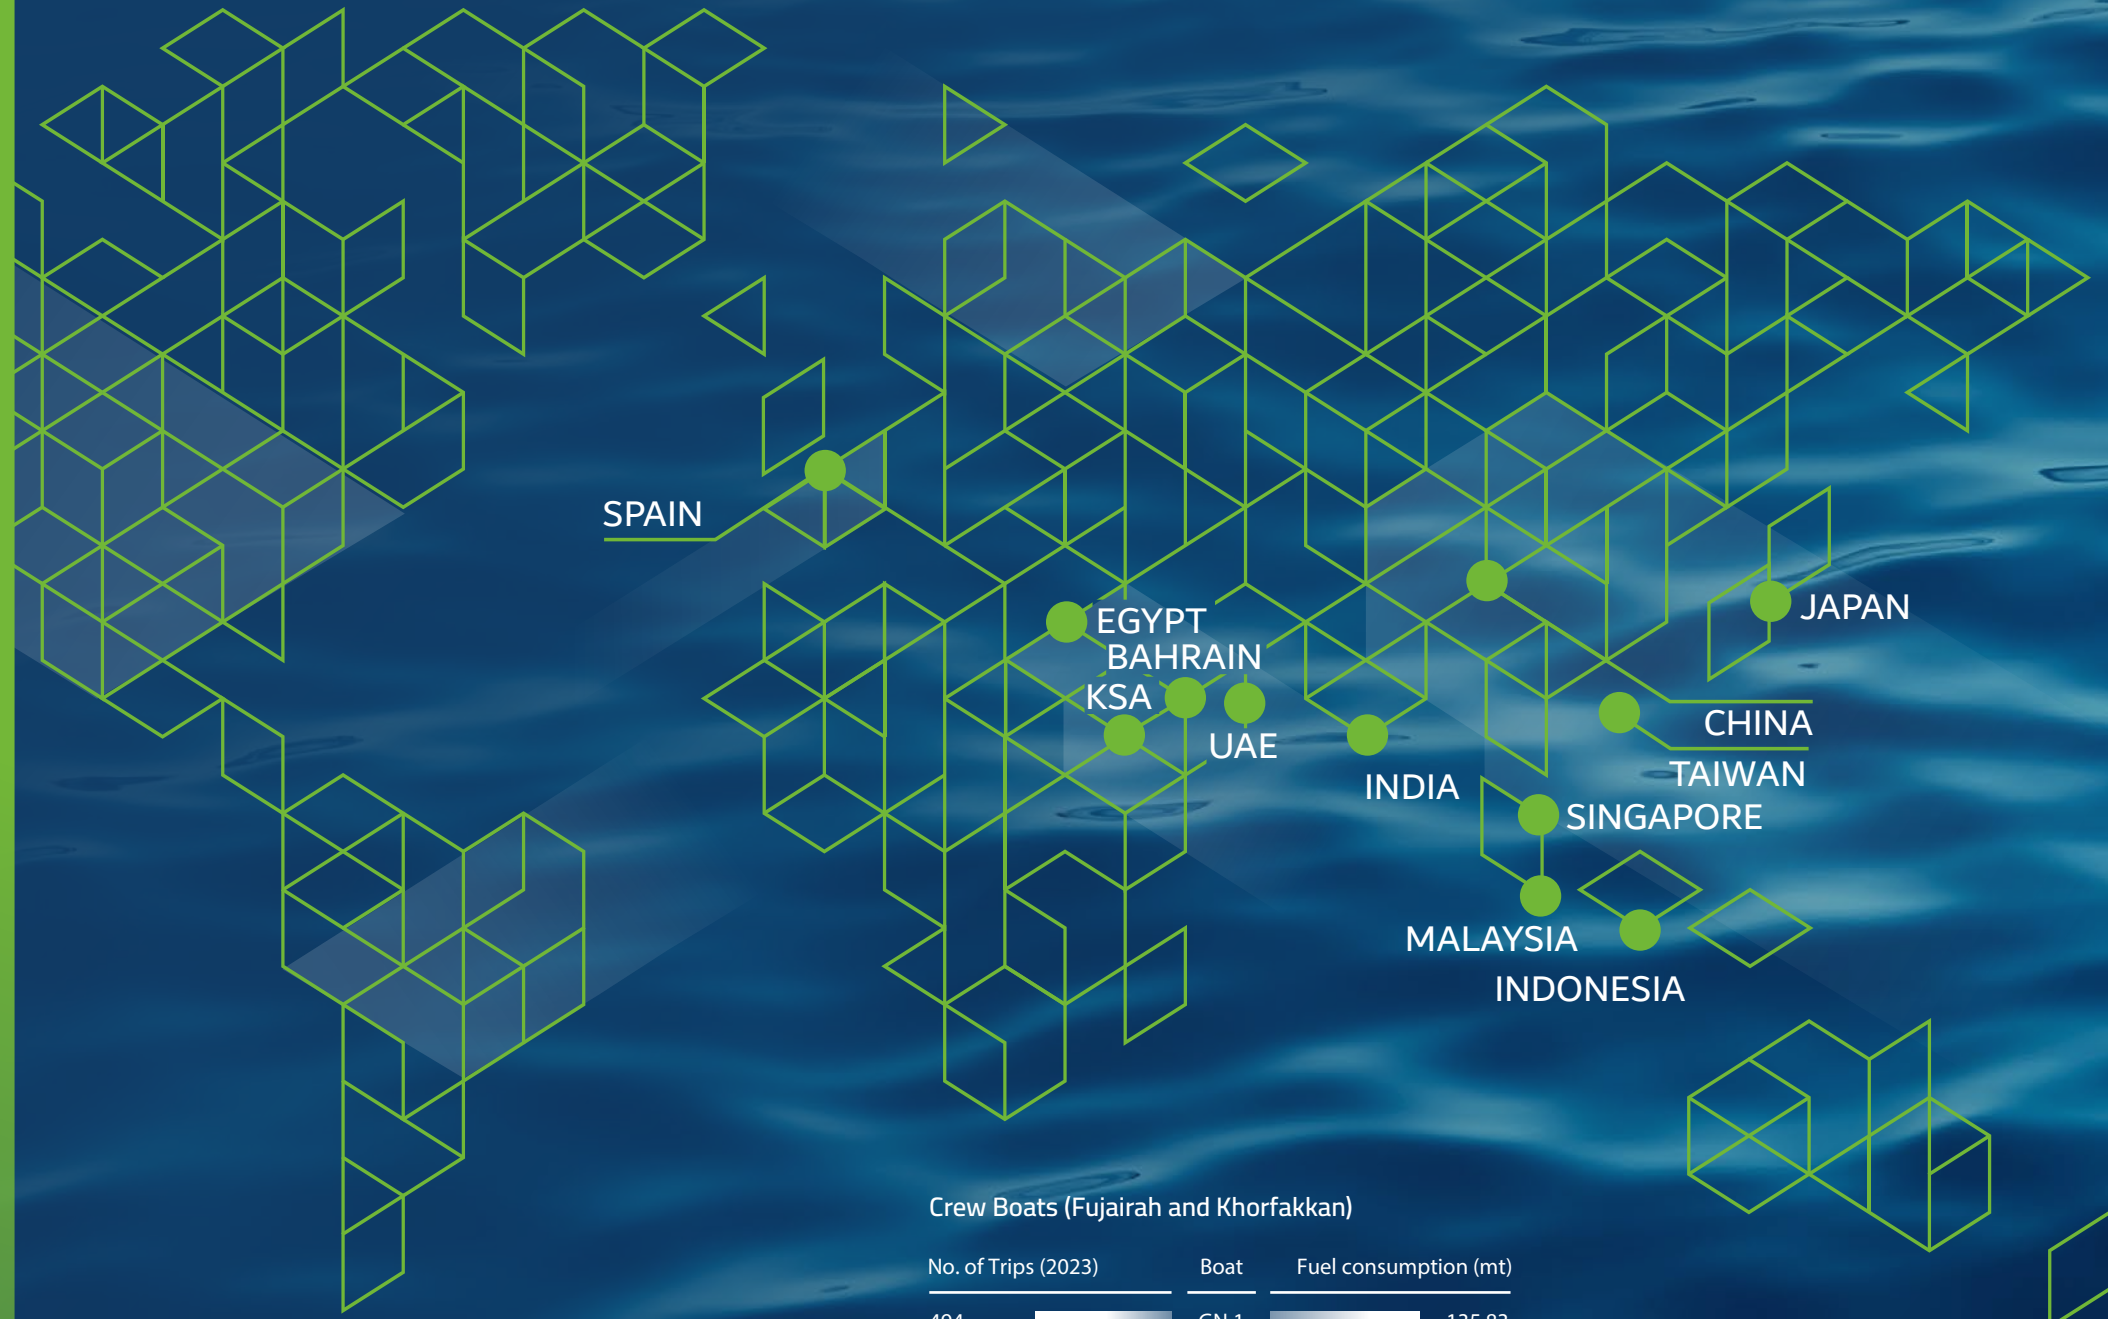 SPAIN
EGYPT
BAHRAIN
KSA
UAE
INDIA
JAPAN
CHINA
TAIWAN
SINGAPORE
MALAYSIA
INDONESIA
Crew Boats (Fujairah and Khorfakkan)
No. of Trips (2023) Boat Fuel consumption (mt)